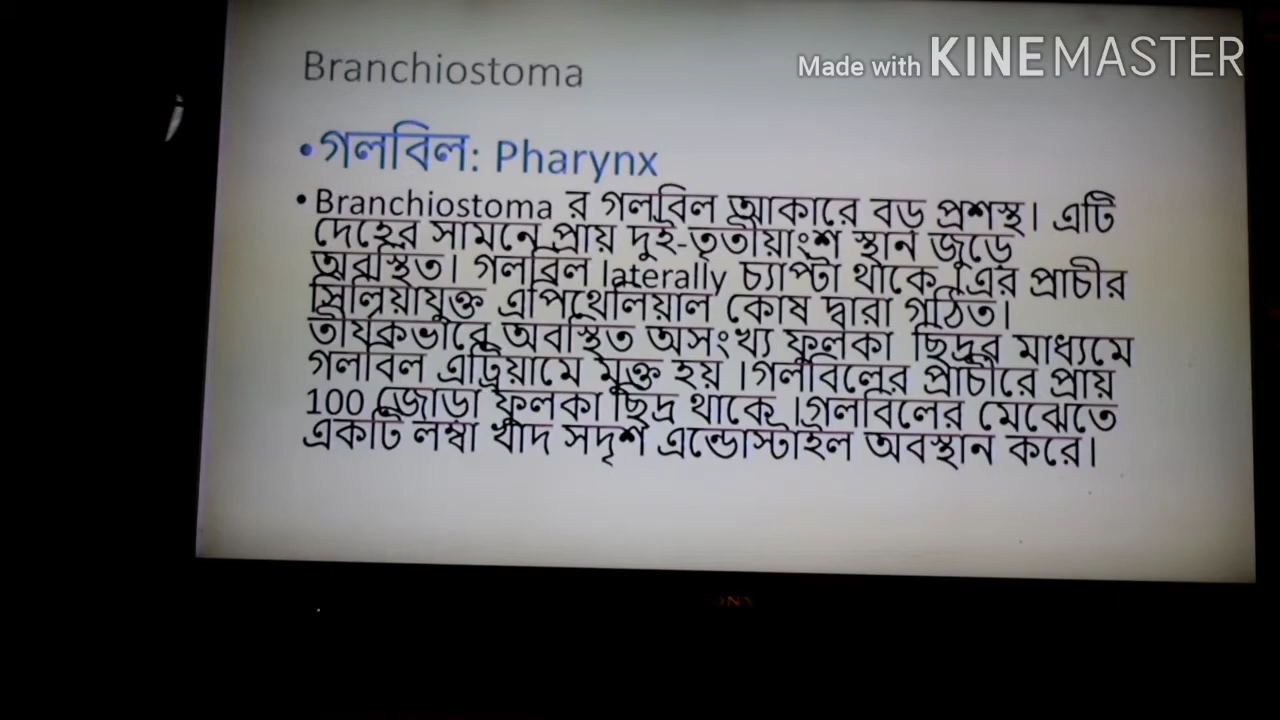 Branchiostoma
Made with KINEMASTER
•গলবিল: Pharynx
• Branchiostoma র গলবিল আকারে বড় প্রশস্থ। এটি
দেহের সামনে প্রায় দুই-তৃতীয়াংশ স্থান জুড়ে
অবস্থিত। গলবিল laterally চ্যাপ্টা থাকে।এর প্রাচীর
সিলিয়াযুক্ত এপিথেলিয়াল কোষ দ্বারা গঠিত।
তীর্যকভাবে অবস্থিত অসংখ্য ফুলকা ছিদ্রর মাধ্যমে
গলবিল এট্রিয়ামে মুক্ত হয় ।গলবিলের প্রাচীরে প্রায়
100 জোড়া ফুলকা ছিদ্র থাকে ।গলবিলের মেঝেতে
একটি লম্বা খাদ সদৃশ এন্ডোস্টাইল অবস্থান করে।
SONY